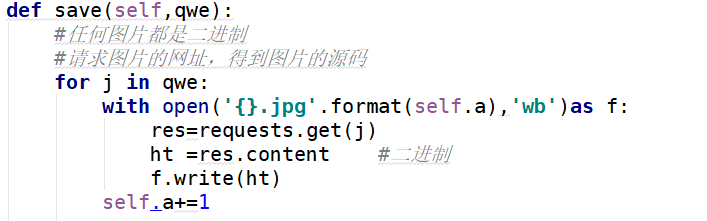 def save(self,qwe):
    #任何图片都是二进制
    #请求图片的网址，得到图片的源码
    for j in qwe:
        with open('{}.jpg'.format(self.a),'wb')as f:
            res=requests.get(j)
            ht =res.content    #二进制
            f.write(ht)
        self.a+=1